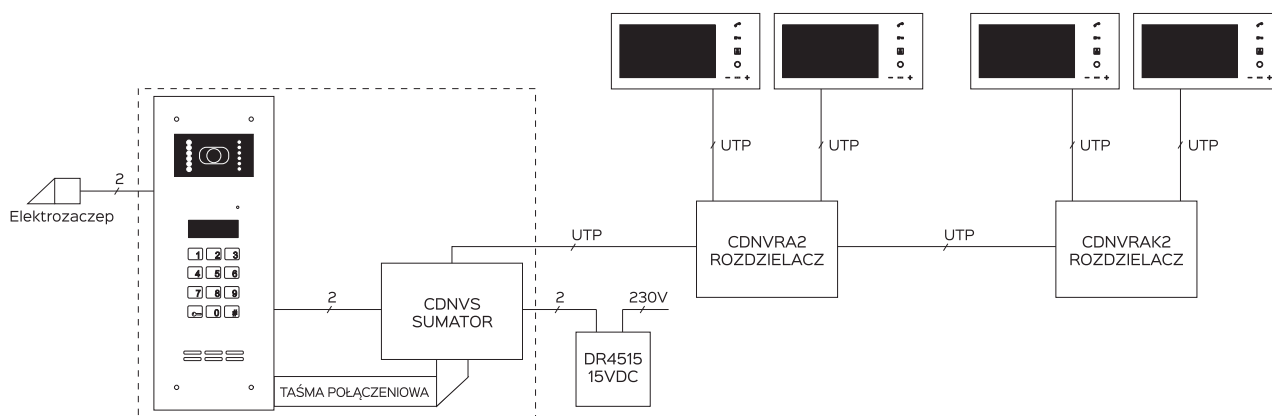 UTP
UTP
UTP
UTP
2
Elektrozaczep
1 2 3
4 5 6
7 8 9
0 #
2
TAŚMA POŁĄCZENIOWA
CDNVS
SUMATOR
UTP
2
230V
DR4515
15VDC
CDNVRA2
ROZDZIELACZ
UTP
CDNVRAK2
ROZDZIELACZ